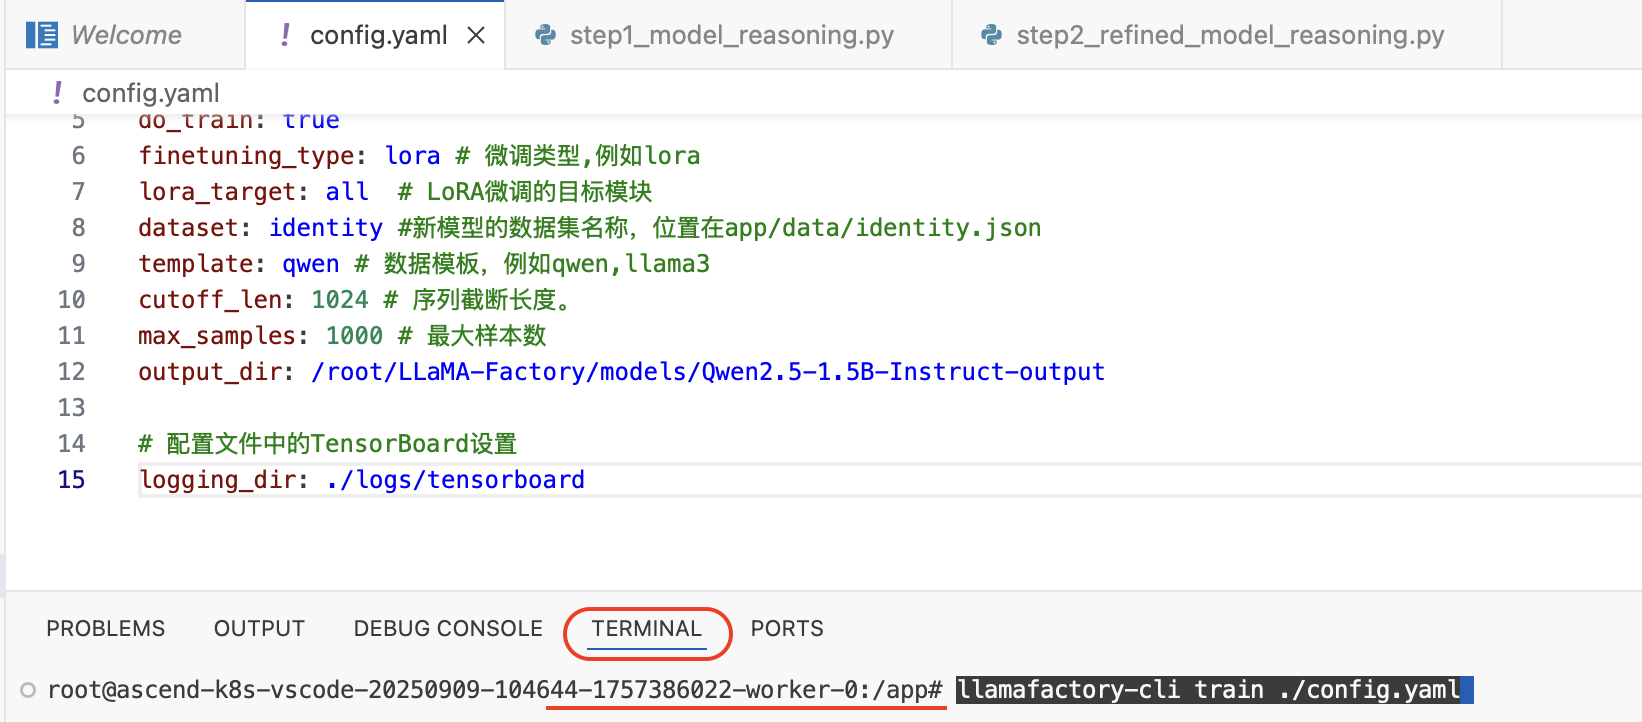 Welcome
! config.yaml
step1_model_reasoning.py
step2_refined_model_reasoning.py
! config.yaml
5 do_train: true
6 finetuning_type: lora # 微调类型,例如lora
7 lora_target: all  # LoRA微调的目标模块
8 dataset: identity #新模型的数据集名称，位置在app/data/identity.json
9 template: qwen # 数据模板，例如qwen,llama3
10 cutoff_len: 1024 # 序列截断长度。
11 max_samples: 1000 # 最大样本数
12 output_dir: /root/LLaMA-Factory/models/Qwen2.5-1.5B-Instruct-output
13
14 # 配置文件中的TensorBoard设置
15 logging_dir: ./logs/tensorboard
PROBLEMS OUTPUT DEBUG CONSOLE TERMINAL PORTS
root@ascend-k8s-vscode-20250909-104644-1757386022-worker-0:/app# llamafactory-cli train ./config.yaml